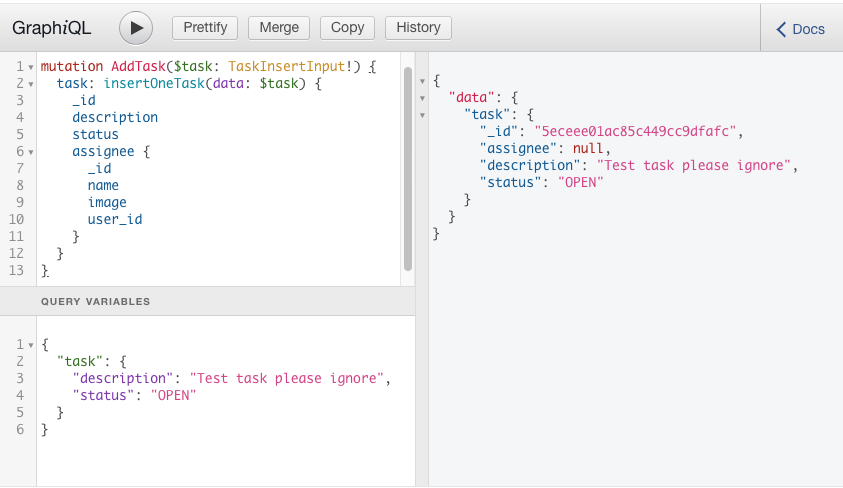 GraphiQL
Prettify Merge Copy History
Docs
1 mutation AddTask($task: TaskInsertInput!) {
2 task: insertOneTask(data: $task) {
3 _id
4 description
5 status
6 assignee {
7 _id
8 name
9 image
10 user_id
11 }
12 }
13 }
QUERY VARIABLES
1 {
2 "task": {
3 "description": "Test task please ignore",
4 "status": "OPEN"
5 }
6 }
{
"data": {
"task": {
"_id": "5eceee01ac85c449cc9dfafc",
"assignee": null,
"description": "Test task please ignore",
"status": "OPEN"
}
}
}